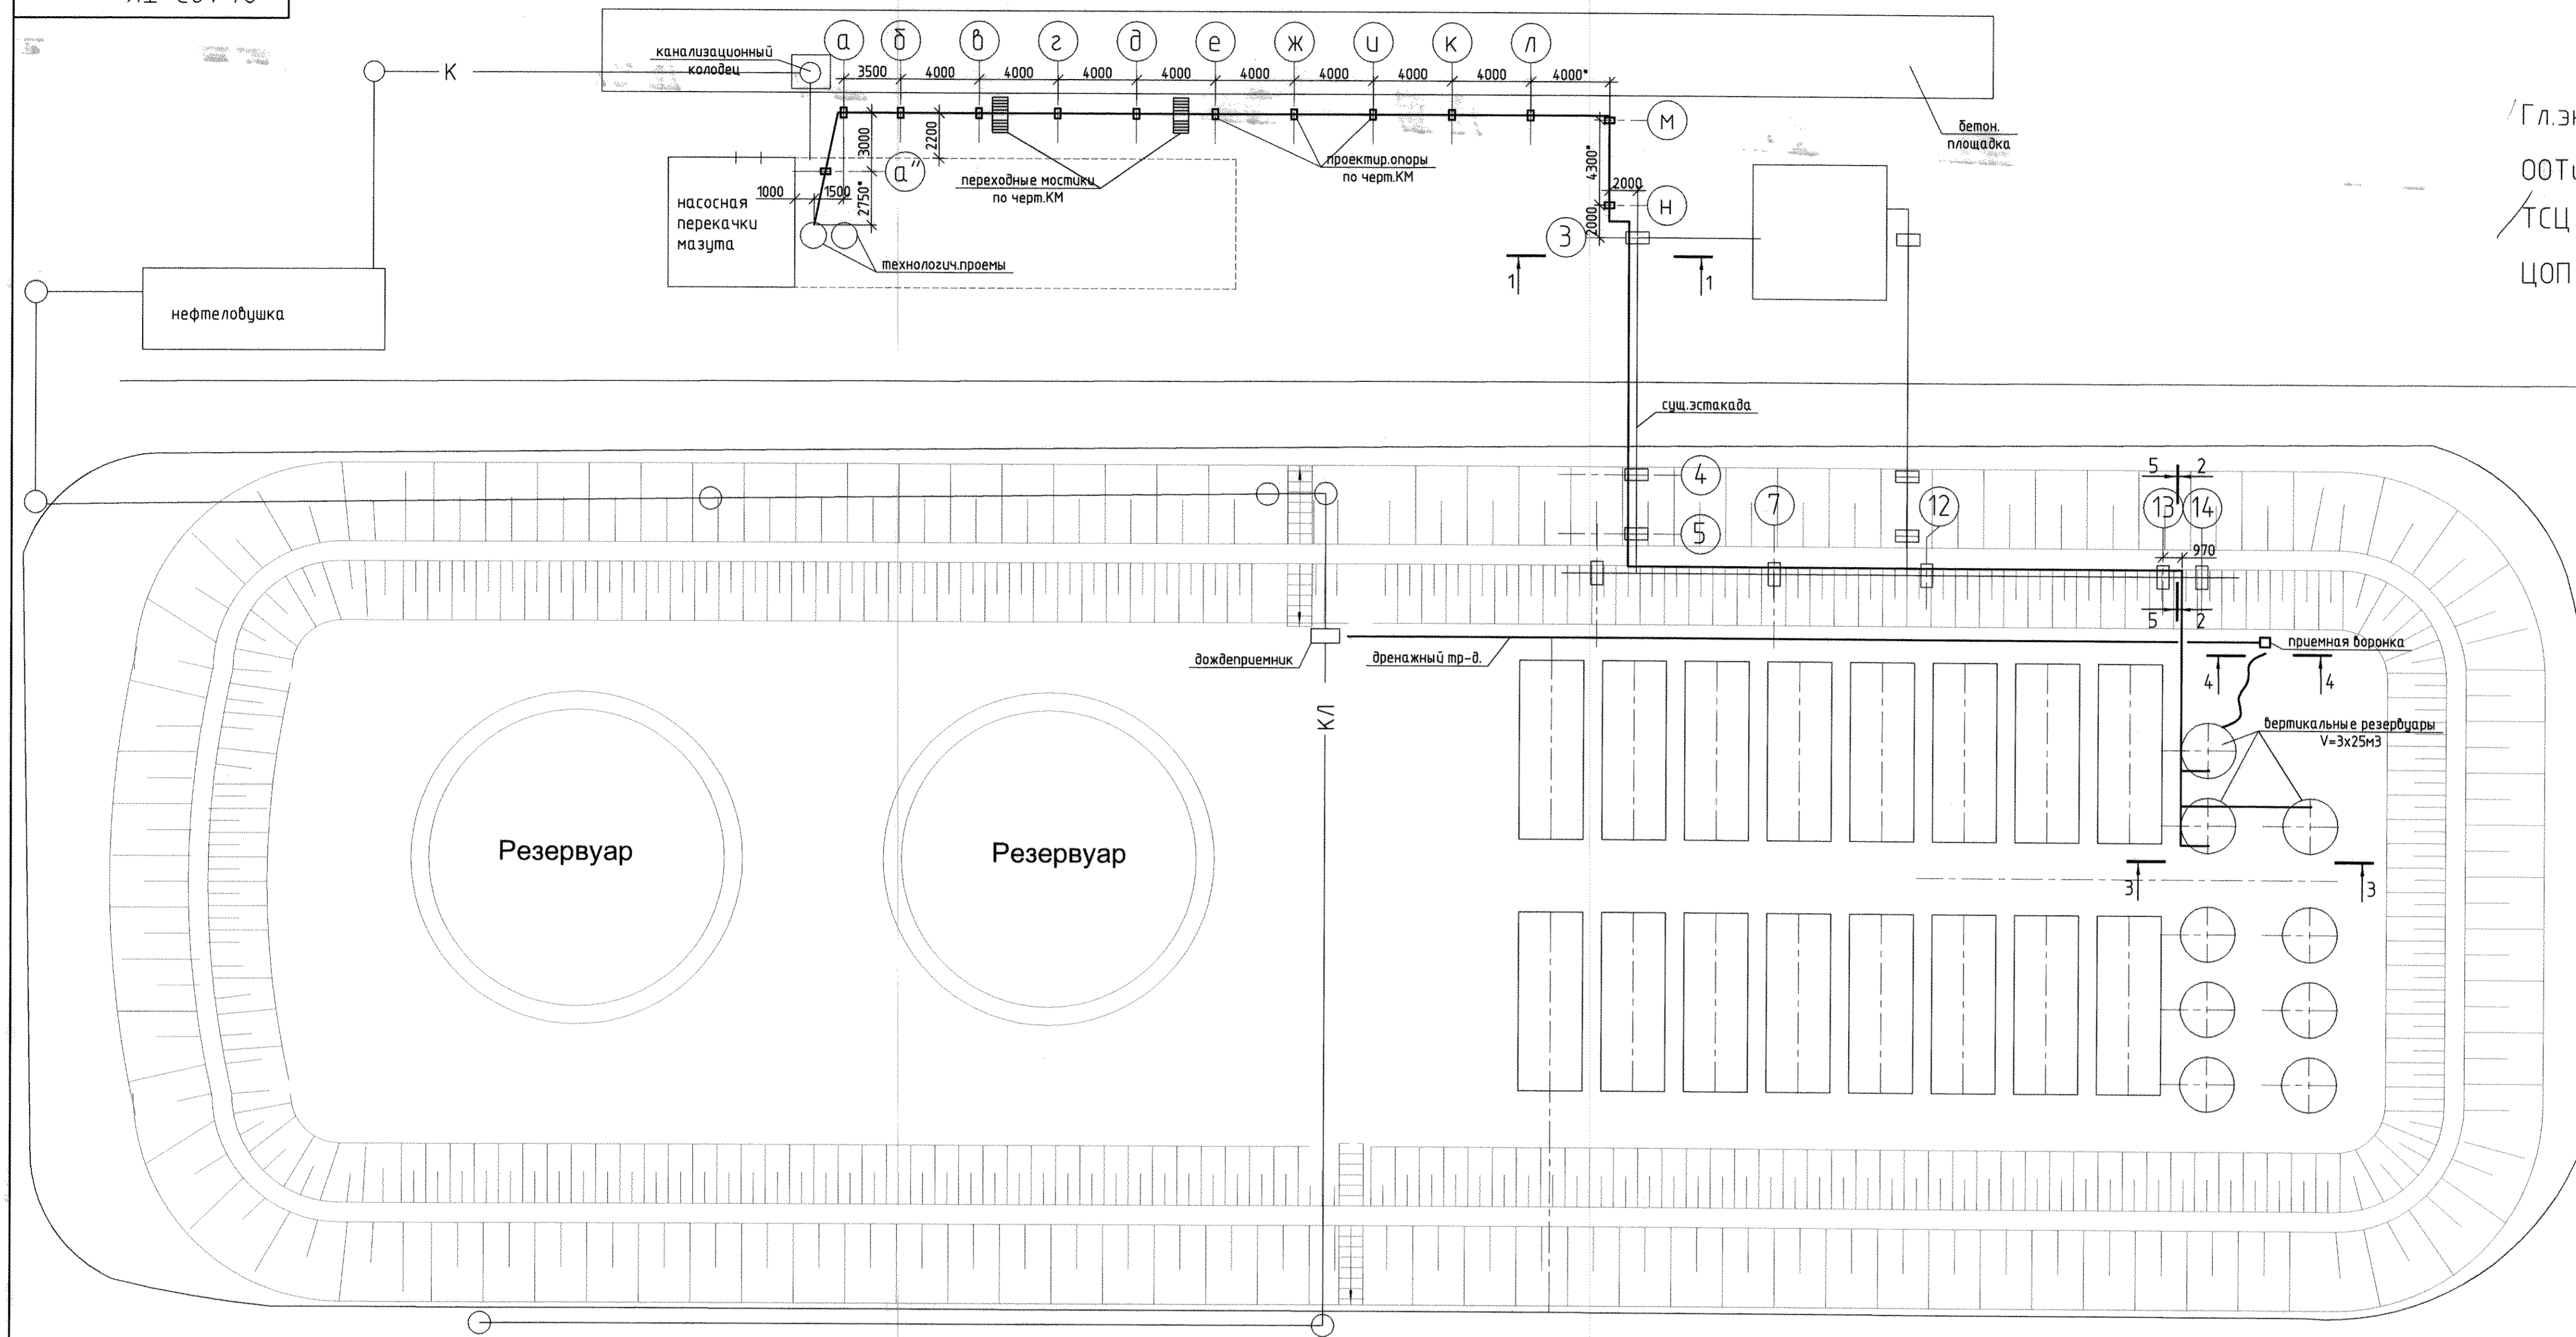 канализационный
колодец
К
а
б
в
г
д
е
ж
и
к
л
3500
4000
4000
4000
4000
4000
4000
4000
4000
4000*
бетон.
площадка
Гл.эн
ООТи
ТСЦ
ЦОП
3000
2200
а"
1000
1500
2750*
насосная
перекачки
мазута
технологич.проемы
переходные мостики
по черт.КМ
проектир.опоры
по черт.КМ
М
4300*
2000
Н
2000
3
1
1
нефтеловушка
сущ.эстакада
4
5
7
12
13
14
5
2
970
5
2
дождеприемник
дренажный тр-д.
приемная воронка
4
4
КЛ
вертикальные резервуары
V=3х25м3
Резервуар
Резервуар
3
3